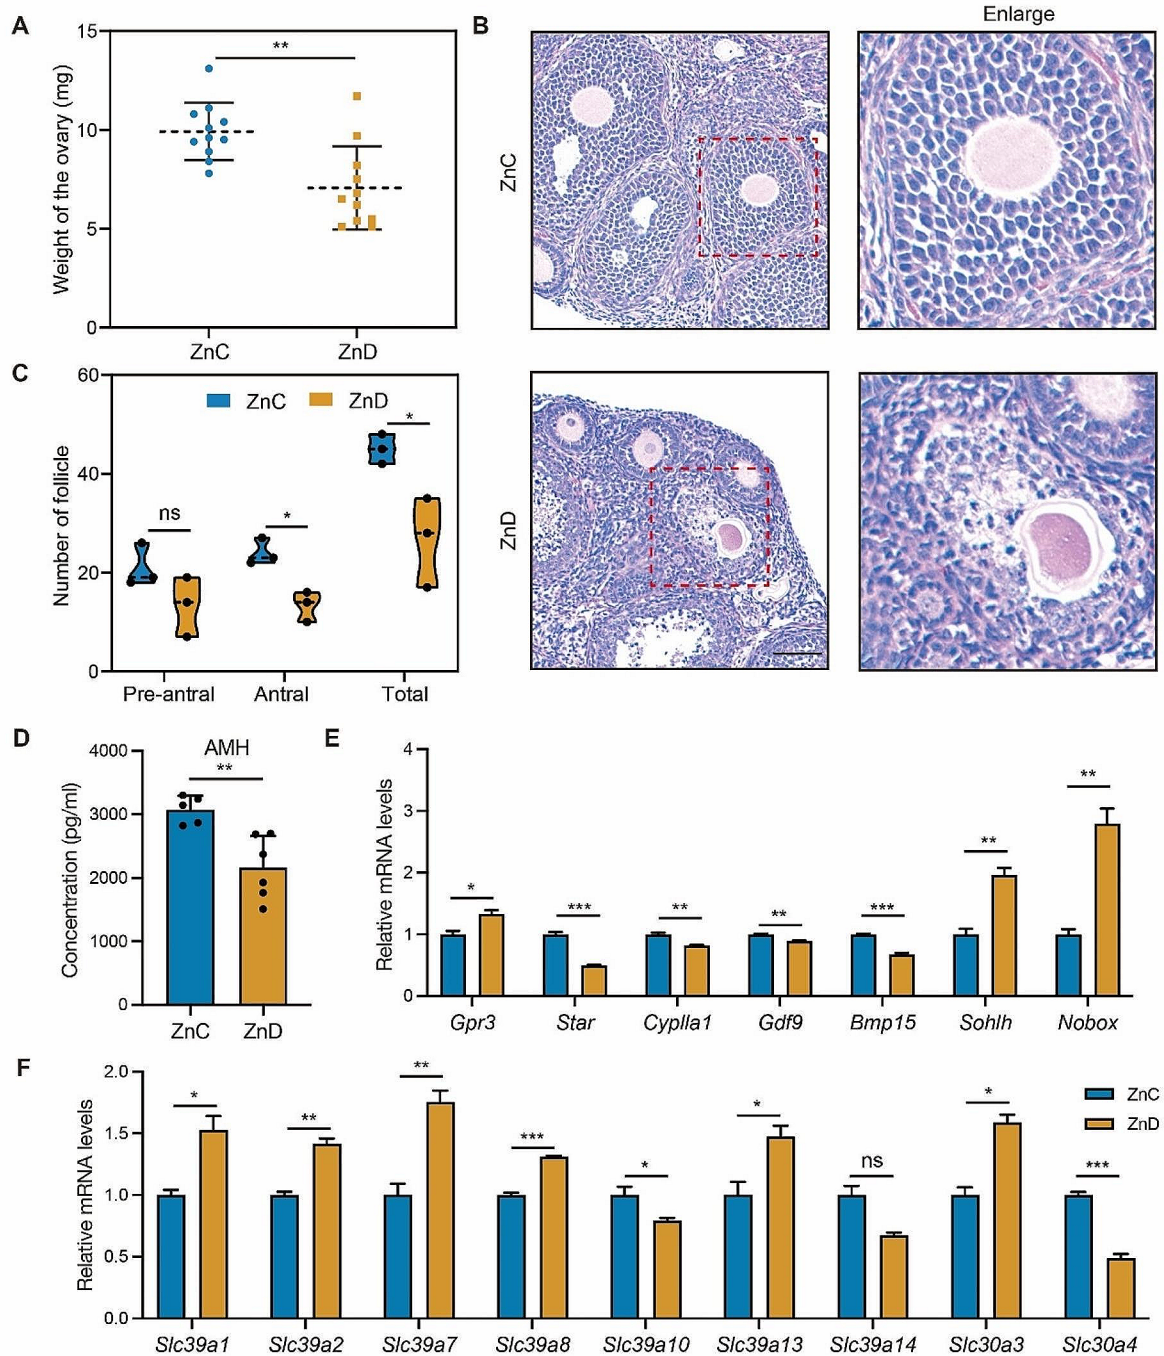 A
Weight of the ovary (mg)
15
10
5
0
**
ZnC
ZnD
B
Enlarge
ZnC
ZnD
C
Number of follicle
60
40
20
0
ZnC
ZnD
ns
*
*
Pre-antral
Antral
Total
D
AMH
**
Concentration (pg/ml)
4000
3000
2000
1000
0
ZnC
ZnD
E
Relative mRNA levels
4
3
2
1
0
*
***
**
**
***
**
**
Gpr3
Star
Cyplla1
Gdf9
Bmp15
Sohlh
Nobox
F
Relative mRNA levels
2.0
1.5
1.0
0.5
0.0
*
**
**
***
*
*
ns
*
***
ZnC
ZnD
Slc39a1
Slc39a2
Slc39a7
Slc39a8
Slc39a10
Slc39a13
Slc39a14
Slc30a3
Slc30a4